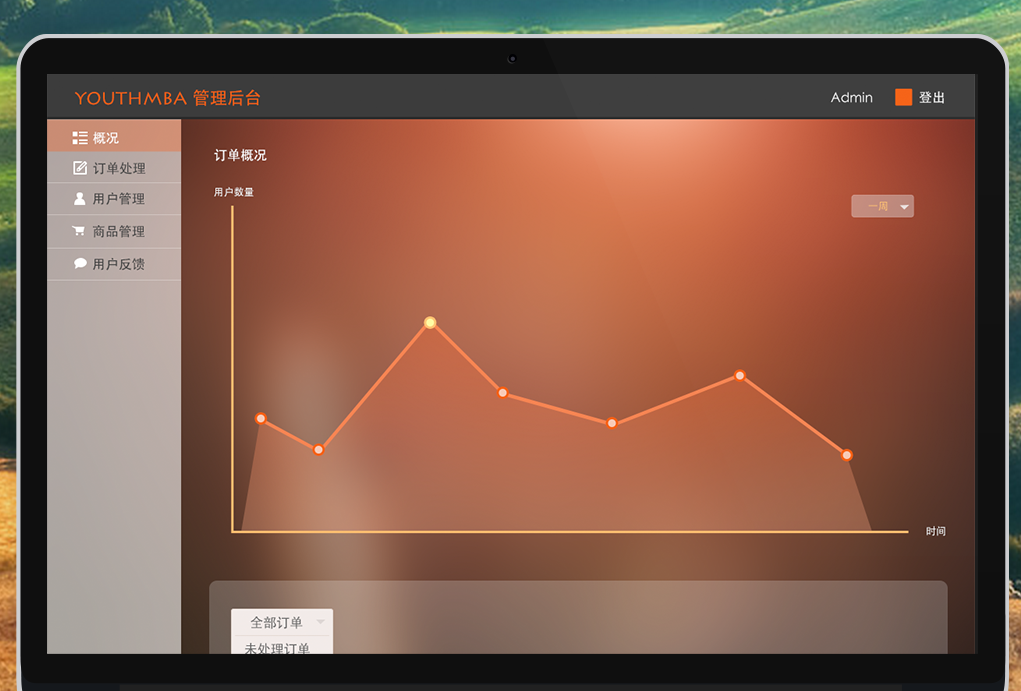 YOUTHMBA 管理后台
Admin 登出
概况
订单处理
用户管理
商品管理
用户反馈
订单概况
用户数量
一周
时间
全部订单
未处理订单